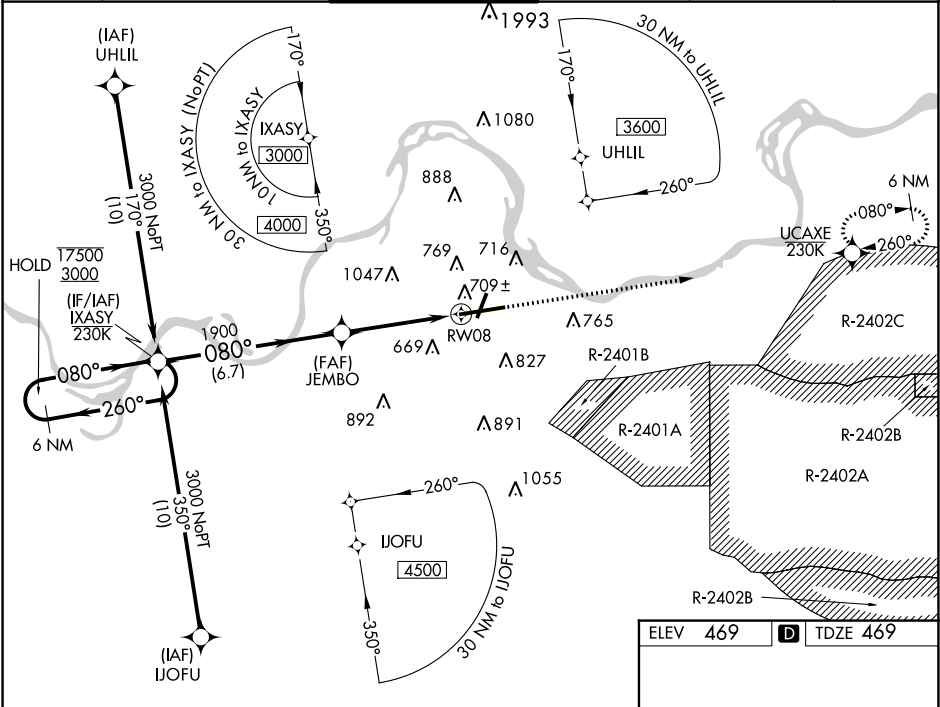 (IAF)
UHLIL
1993
30 NM to IXASY (NoPT)
170°
10NM to IXASY
IXASY
3000
4000
350°
30 NM to UHLIL
170°
3600
UHLIL
260°
1080
888
769
716
1047
709±
RW08
765
669
827
892
891
1055
6 NM
080°
260°
UCAXE
230K
3000 NoPT
170°
(10)
HOLD
17500
3000
(IF/IAF)
IXASY
230K
1900
080°
(6.7)
(FAF)
JEMBO
080°
260°
6 NM
3000 NoPT
350°
(10)
(IAF)
IJOFU
260°
IJOFU
4500
350°
30 NM to IJOFU
R-2402C
R-2401B
R-2401A
R-2402B
R-2402A
R-2402B
ELEV 469
D
TDZE 469